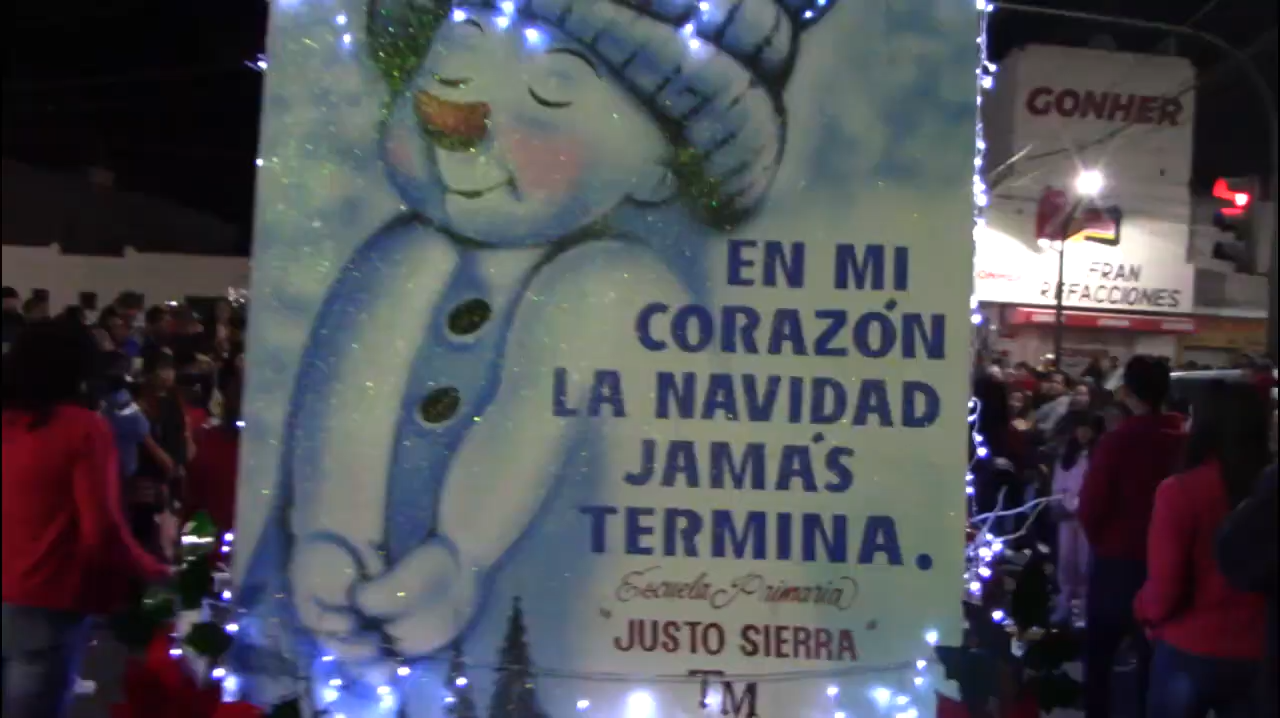 EN MI
CORAZÓN
LA NAVIDAD
JAMÁS
TERMINA.
Escuela Primaria
"JUSTO SIERRA"
TM
GONHER
FRAN
REFACCIONES